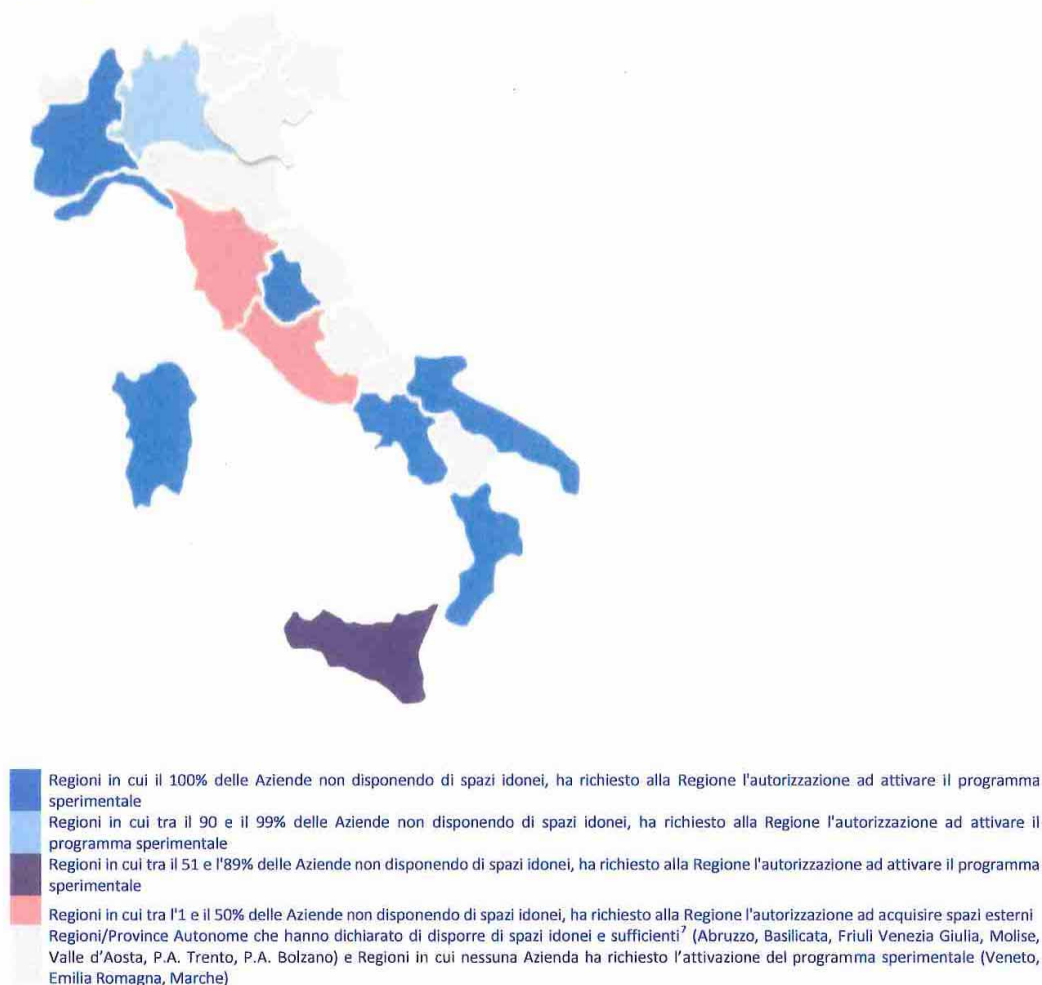 Regioni in cui il 100% delle Aziende non disponendo di spazi idonei, ha richiesto alla Regione l'autorizzazione ad attivare il programma
sperimentale
Regioni in cui tra il 90 e il 99% delle Aziende non disponendo di spazi idonei, ha richiesto alla Regione l'autorizzazione ad attivare il
programma sperimentale
Regioni in cui tra il 51 e l'89% delle Aziende non disponendo di spazi idonei, ha richiesto alla Regione l'autorizzazione ad attivare il programma
sperimentale
Regioni in cui tra l'1 e il 50% delle Aziende non disponendo di spazi idonei, ha richiesto alla Regione l'autorizzazione ad acquisire spazi esterni
Regioni/Province Autonome che hanno dichiarato di disporre di spazi idonei e sufficienti⁷ (Abruzzo, Basilicata, Friuli Venezia Giulia, Molise,
Valle d'Aosta, P.A. Trento, P.A. Bolzano) e Regioni in cui nessuna Azienda ha richiesto l'attivazione del programma sperimentale (Veneto,
Emilia Romagna, Marche)